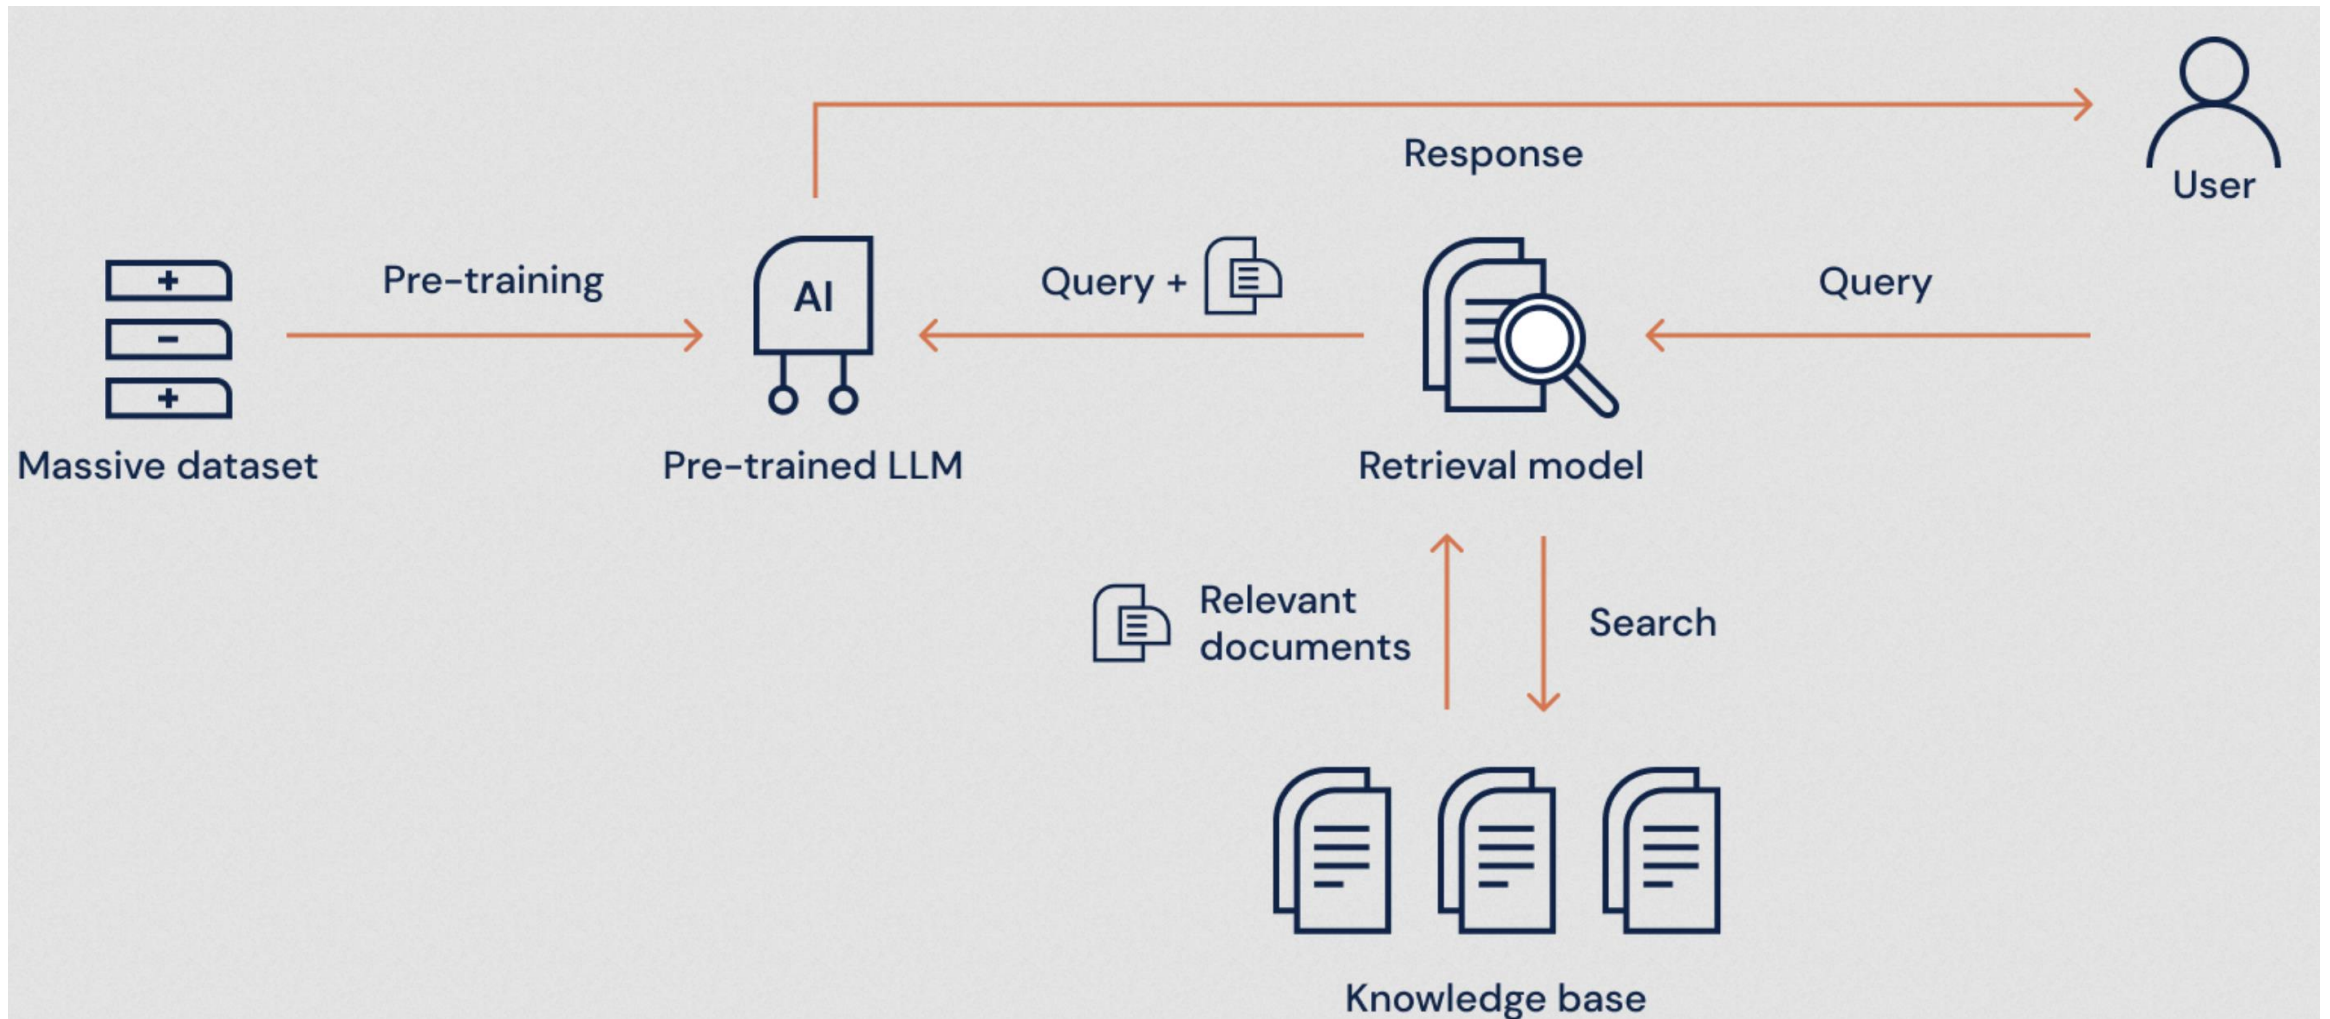 Response
User
Pre-training
AI
Query +
Query
Massive dataset
Pre-trained LLM
Retrieval model
Relevant
documents
Search
Knowledge base